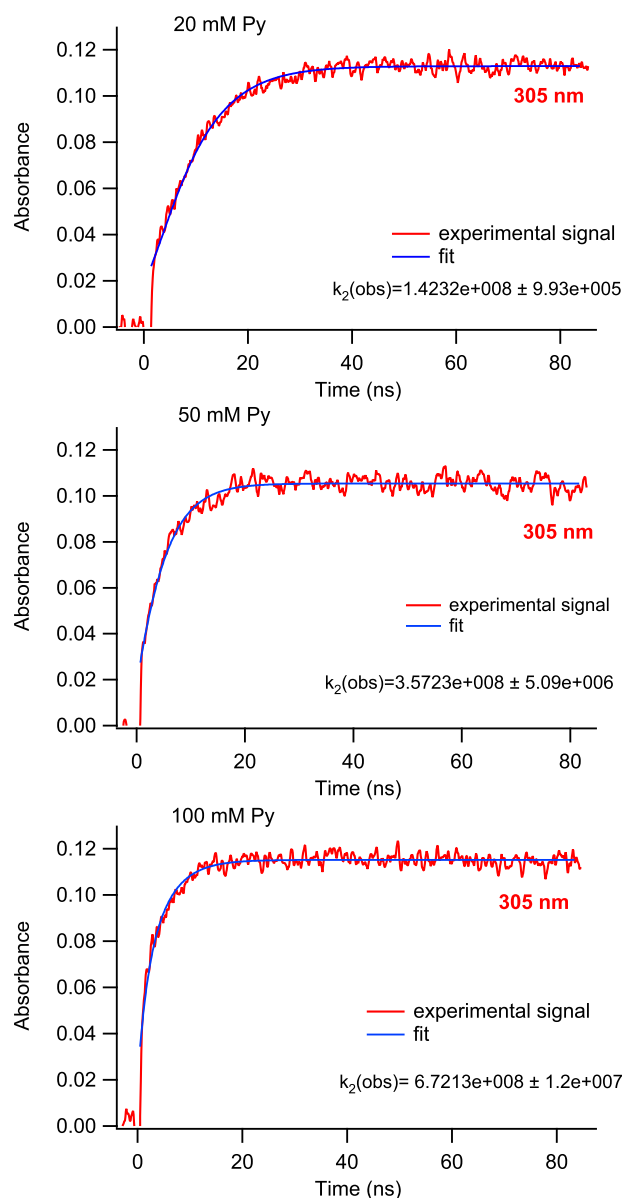 20 mM Py
0.12
0.10
0.08
0.06
0.04
0.02
0.00
Absorbance
305 nm
experimental signal
fit
k2(obs)=1.4232e+008 ± 9.93e+005
0 20 40 60 80
Time (ns)
50 mM Py
0.12
0.10
0.08
0.06
0.04
0.02
0.00
Absorbance
305 nm
experimental signal
fit
k2(obs)=3.5723e+008 ± 5.09e+006
0 20 40 60 80
Time (ns)
100 mM Py
0.12
0.10
0.08
0.06
0.04
0.02
0.00
Absorbance
305 nm
experimental signal
fit
k2(obs)= 6.7213e+008 ± 1.2e+007
0 20 40 60 80
Time (ns)